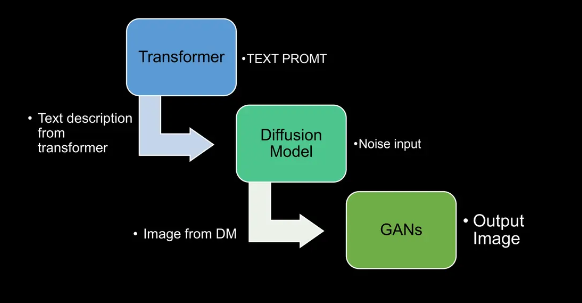 Transformer
•TEXT PROMT
• Text description
from
transformer
Diffusion
Model
•Noise input
• Image from DM
GANs
• Output
Image